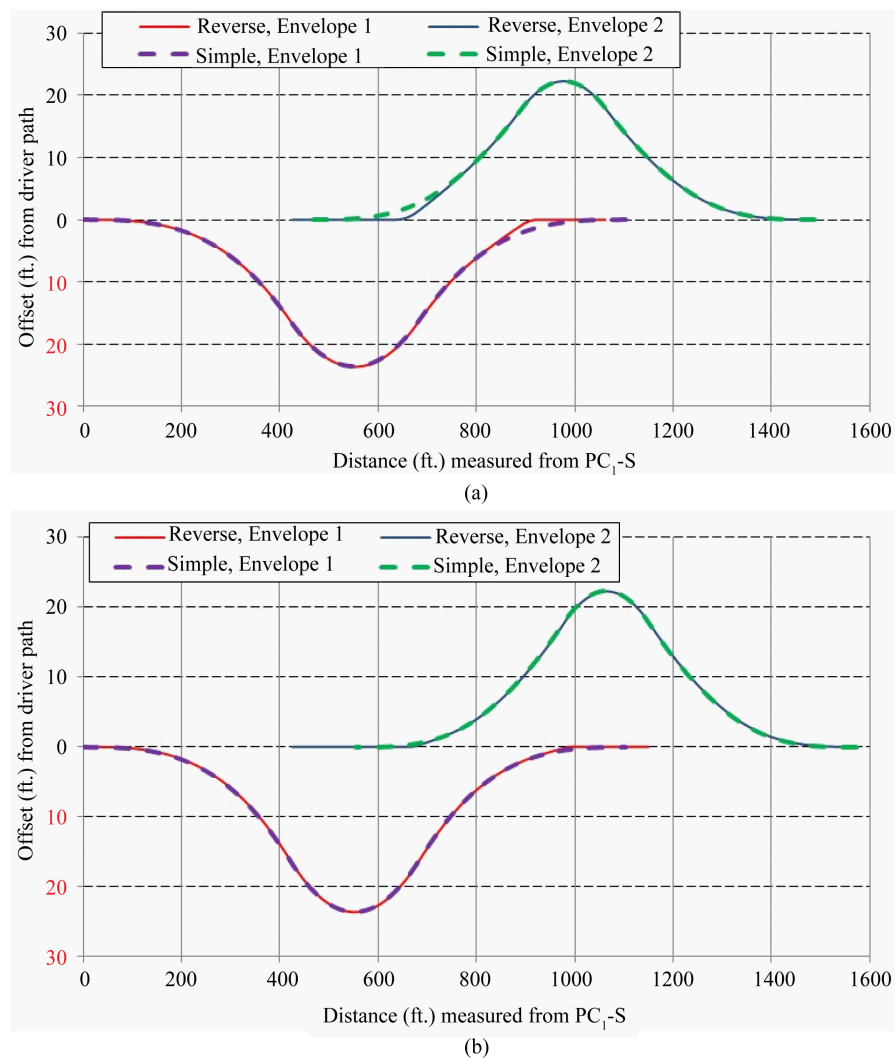 Reverse, Envelope 1 Reverse, Envelope 2
Simple, Envelope 1 Simple, Envelope 2
Offset (ft.) from driver path
30
20
10
0
10
20
30
0 200 400 600 800 1000 1200 1400 1600
Distance (ft.) measured from PC1-S
(a)
Reverse, Envelope 1 Reverse, Envelope 2
Simple, Envelope 1 Simple, Envelope 2
Offset (ft.) from driver path
30
20
10
0
10
20
30
0 200 400 600 800 1000 1200 1400 1600
Distance (ft.) measured from PC1-S
(b)